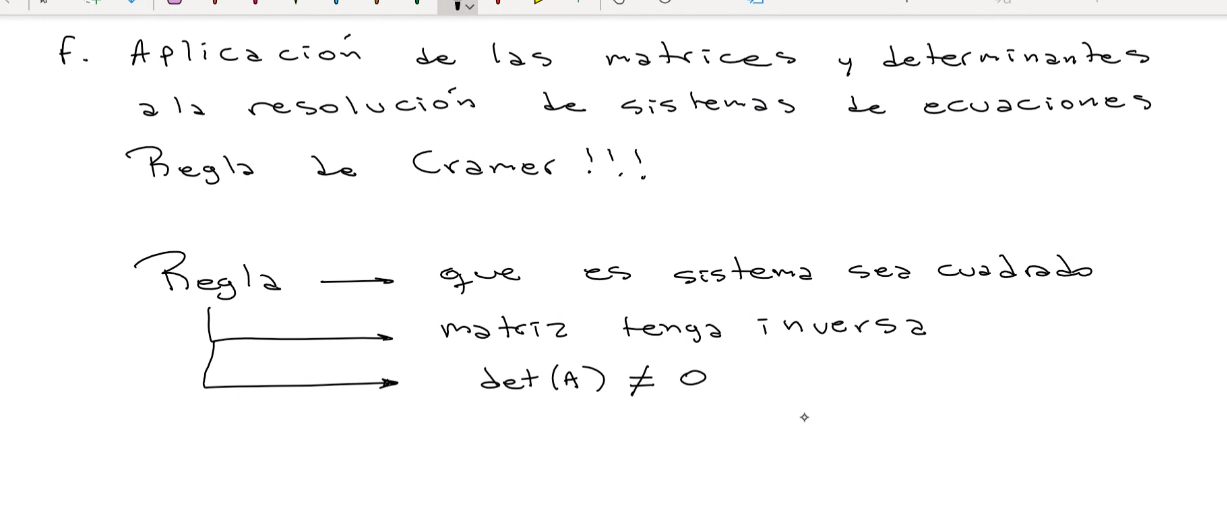 f. Aplicación de las matrices y determinantes
a la resolución de sistemas de ecuaciones
Regla de Cramer !!!
Regla → que es sistema sea cuadrado
→ matriz tenga inversa
→ det (A) ≠ 0